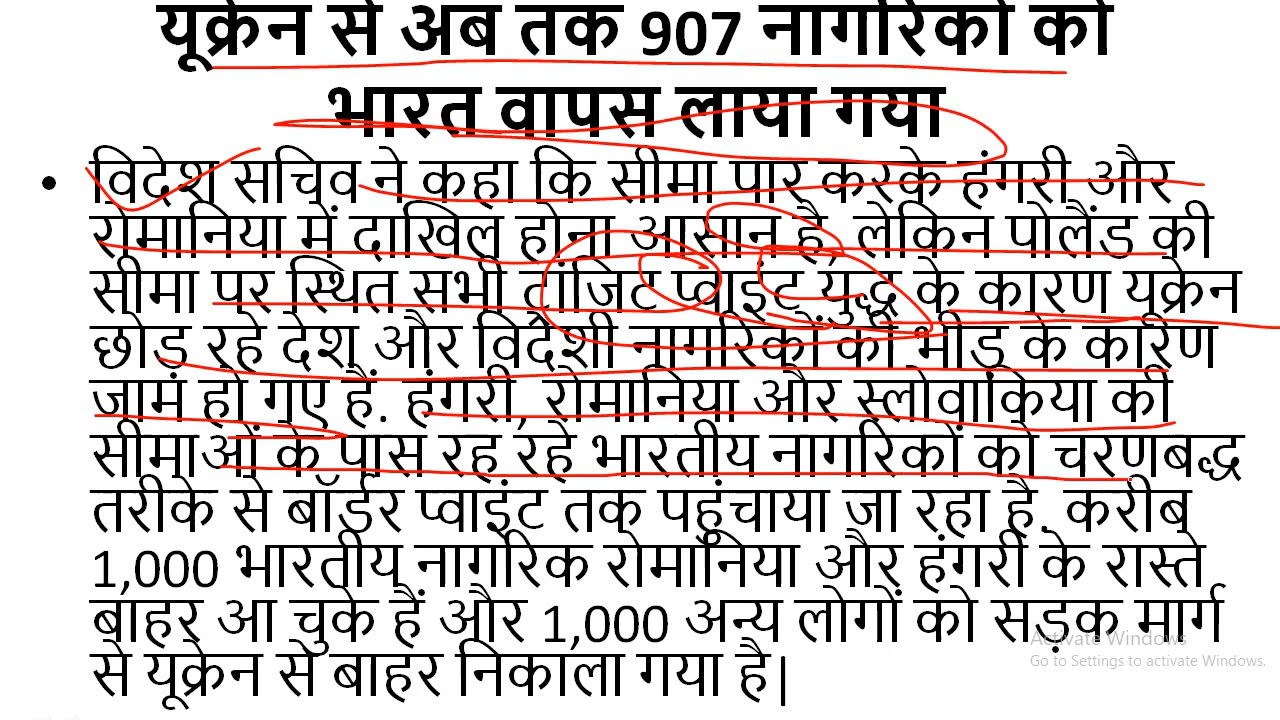 यूक्रेन से अब तक 907 नागरिकों को
भारत वापस लाया गया
• विदेश सचिव ने कहा कि सीमा पार करके हंगरी और
रोमानिया में दाखिल होना आसान है, लेकिन पोलैंड की
सीमा पर स्थित सभी ट्रांजिट प्वाइंट युद्ध के कारण यूक्रेन
छोड़ रहे देश और विदेशी नागरिकों की भीड़ के कारण
जाम हो गए हैं. हंगरी, रोमानिया और स्लोवाकिया की
सीमाओं के पास रह रहे भारतीय नागरिकों को चरणबद्ध
तरीके से बॉर्डर प्वाइंट तक पहुंचाया जा रहा है. करीब
1,000 भारतीय नागरिक रोमानिया और हंगरी के रास्ते
बाहर आ चुके हैं और 1,000 अन्य लोगों को सड़क मार्ग
से यूक्रेन से बाहर निकाला गया है|
Activate Windows
Go to Settings to activate Windows.